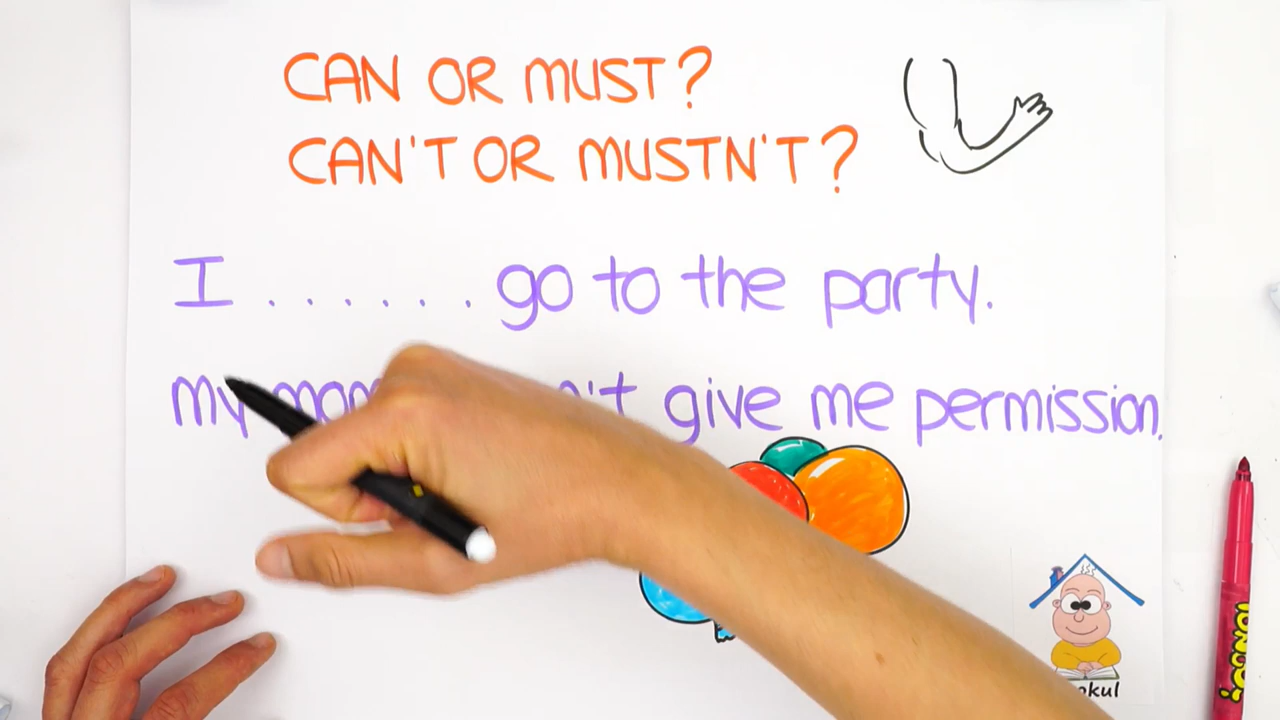 CAN OR MUST?
CAN'T OR MUSTN'T?
I ....... go to the party.
my give me permission.